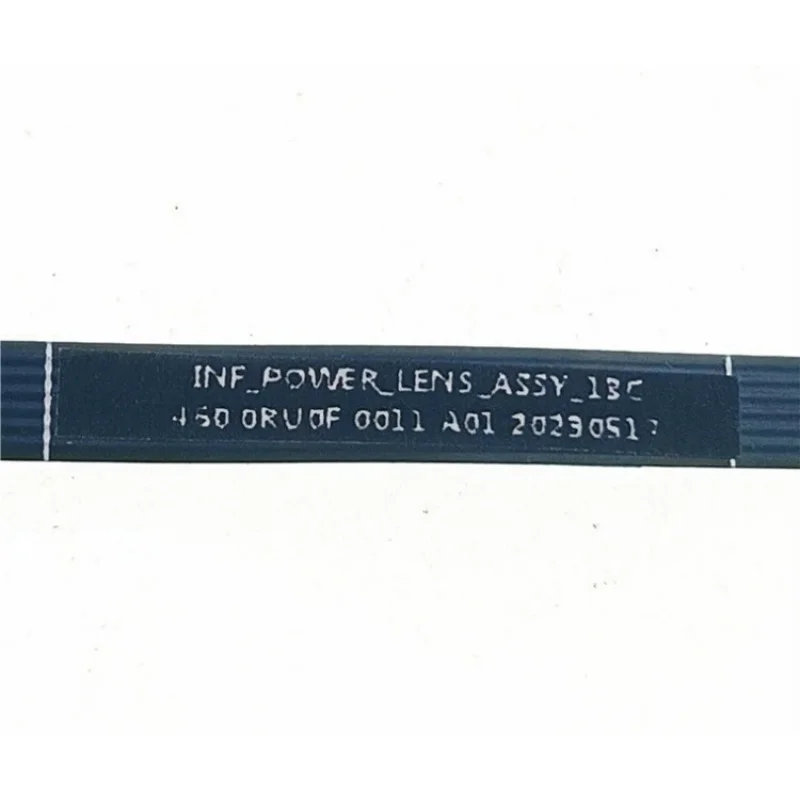 INF_POWER_LENS_ASSY_13C
460 0RU0F 0011 A01